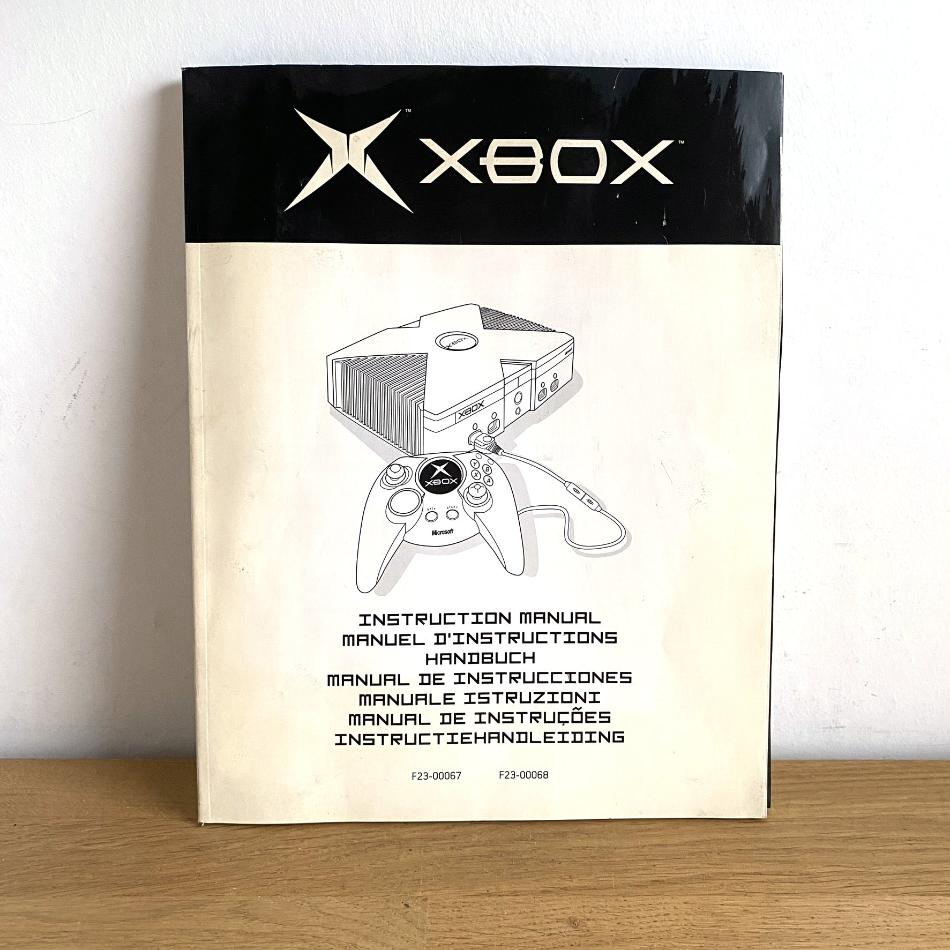 XBOX™
XBOX
XBOX
XBOX
Microsoft
INSTRUCTION MANUAL
MANUEL D'INSTRUCTIONS
HANDBUCH
MANUAL DE INSTRUCCIONES
MANUALE ISTRUZIONI
MANUAL DE INSTRUÇÕES
INSTRUCTIEHANDLEIDING
F23-00067 F23-00068